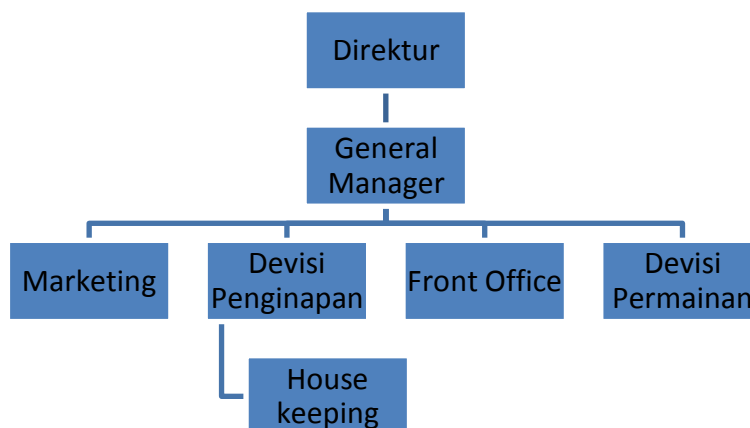 Direktur
General
Manager
Marketing
Devisi
Penginapan
Front Office
Devisi
Permainan
House
keeping